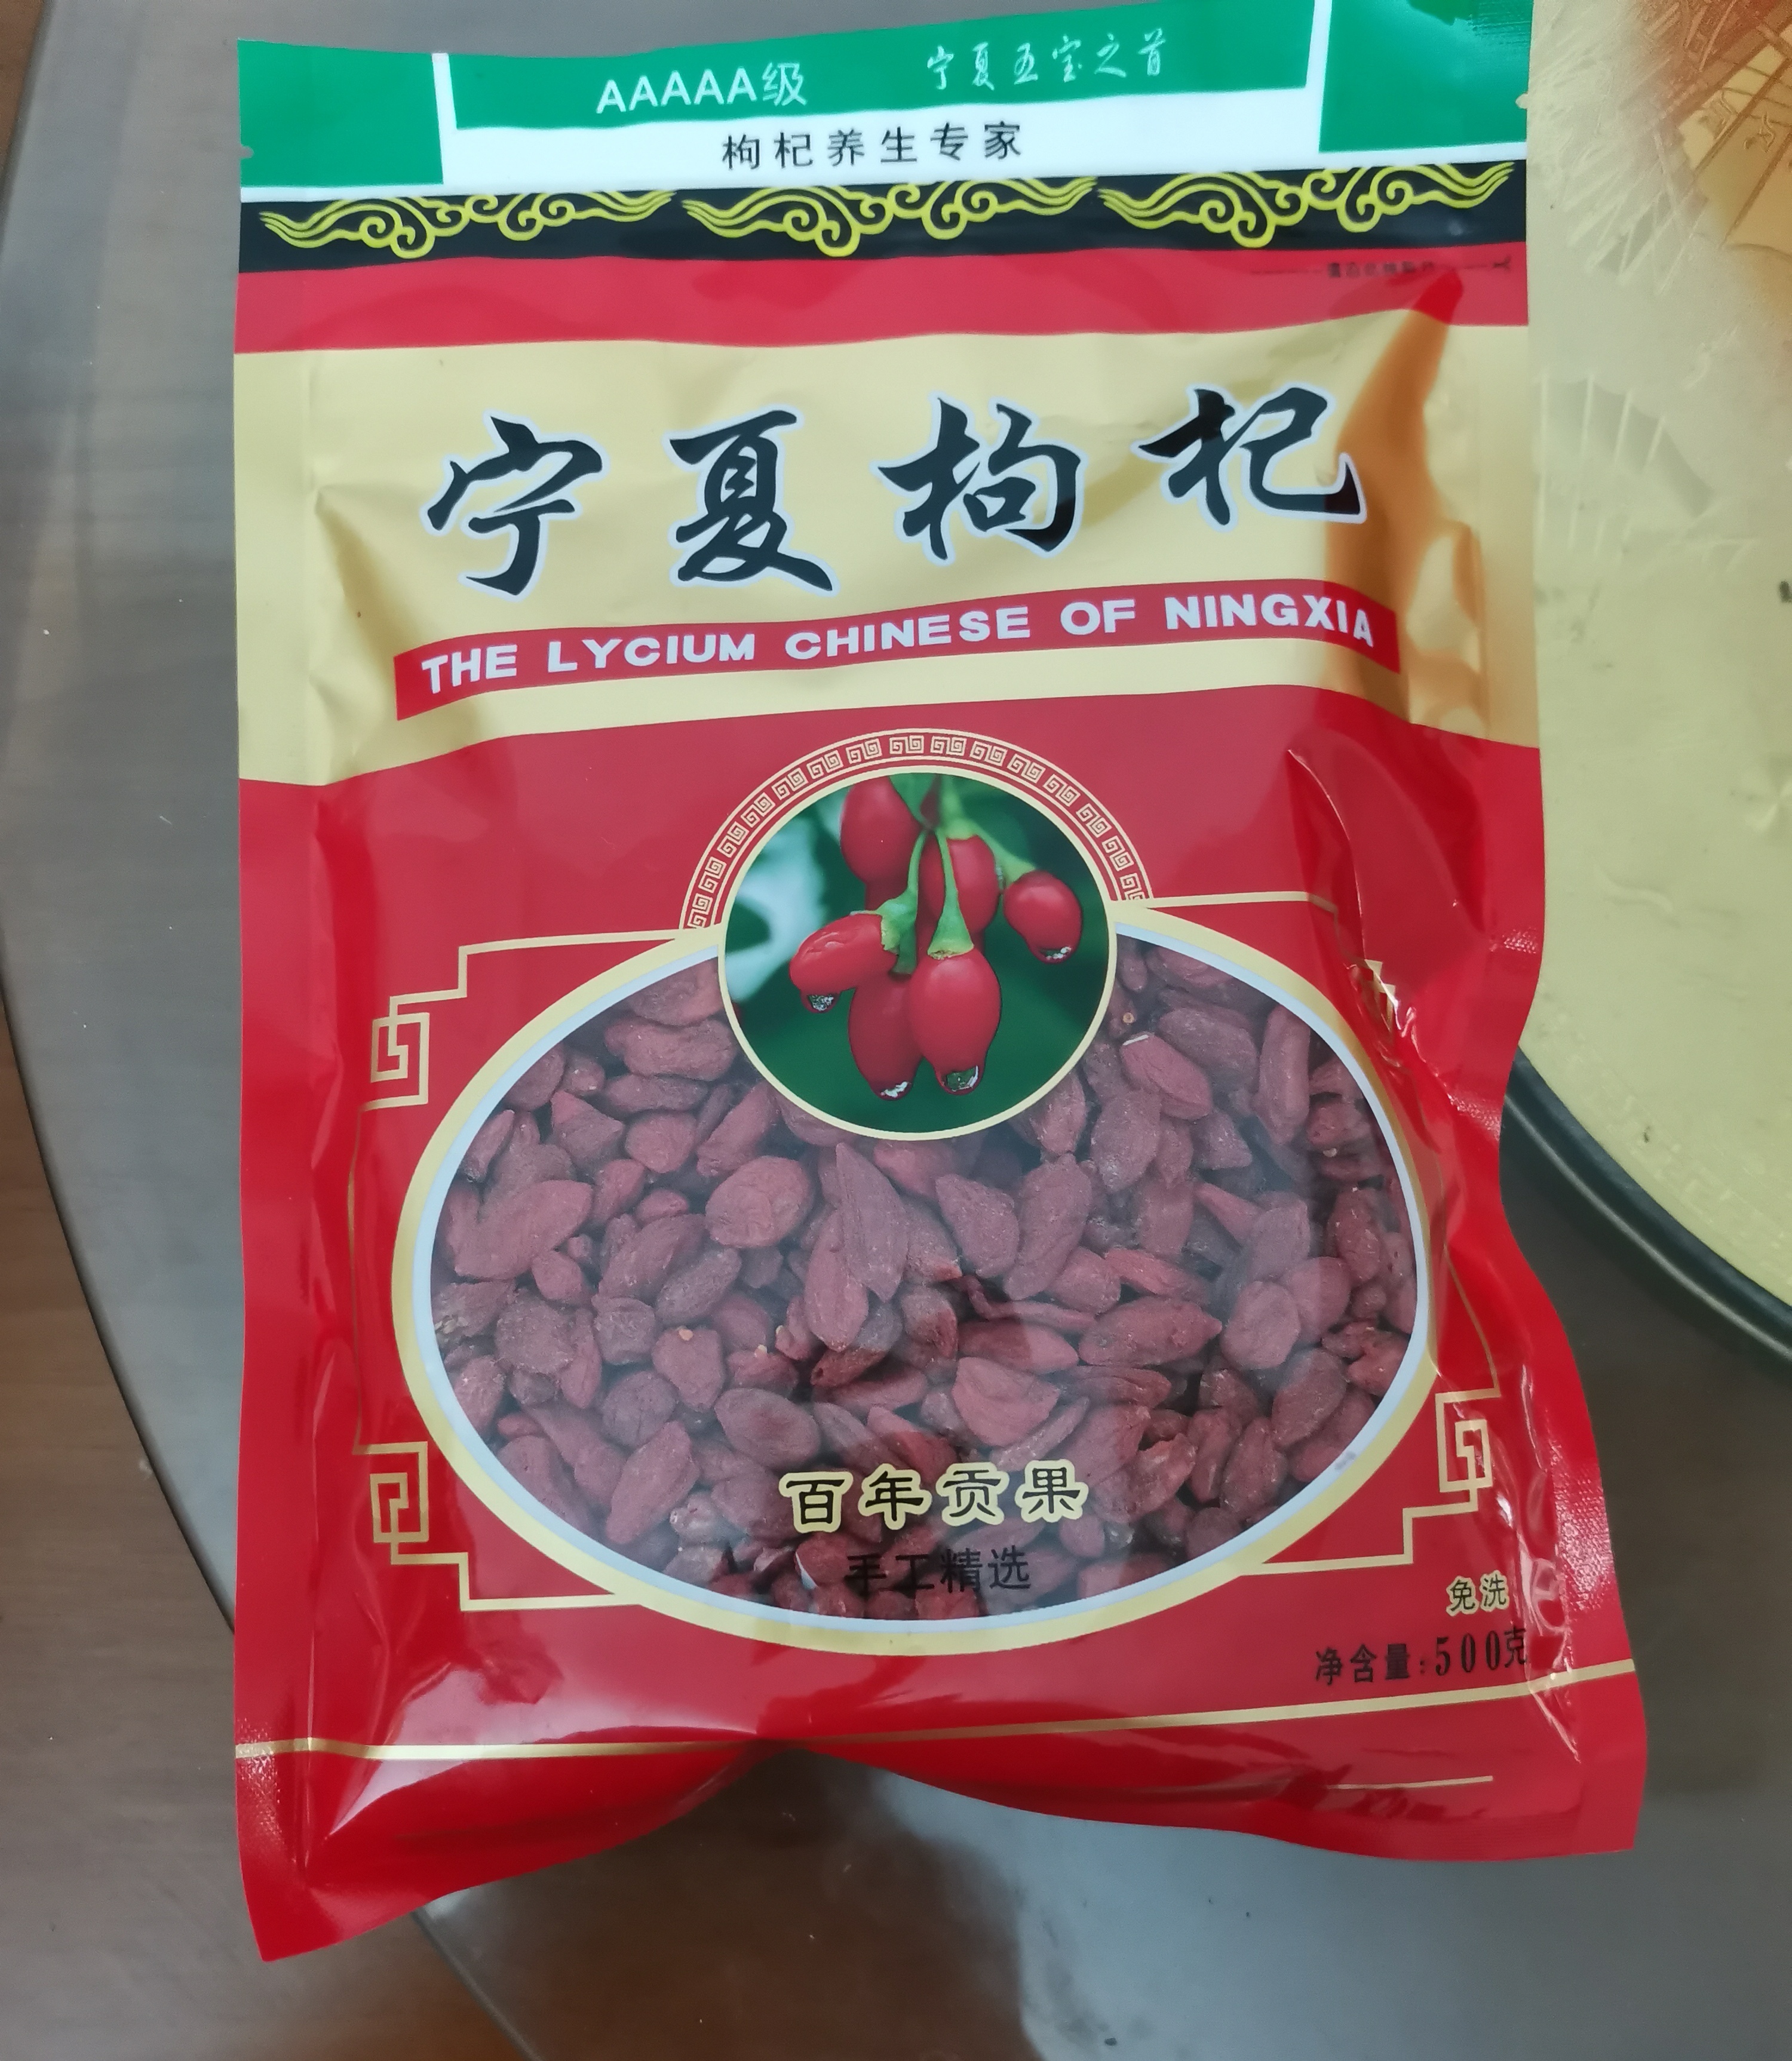 AAAAA级 宁夏五宝之首
枸杞养生专家
宁夏枸杞
THE LYCIUM CHINESE OF NINGXIA
百年贡果
手工精选
免洗
净含量:500克